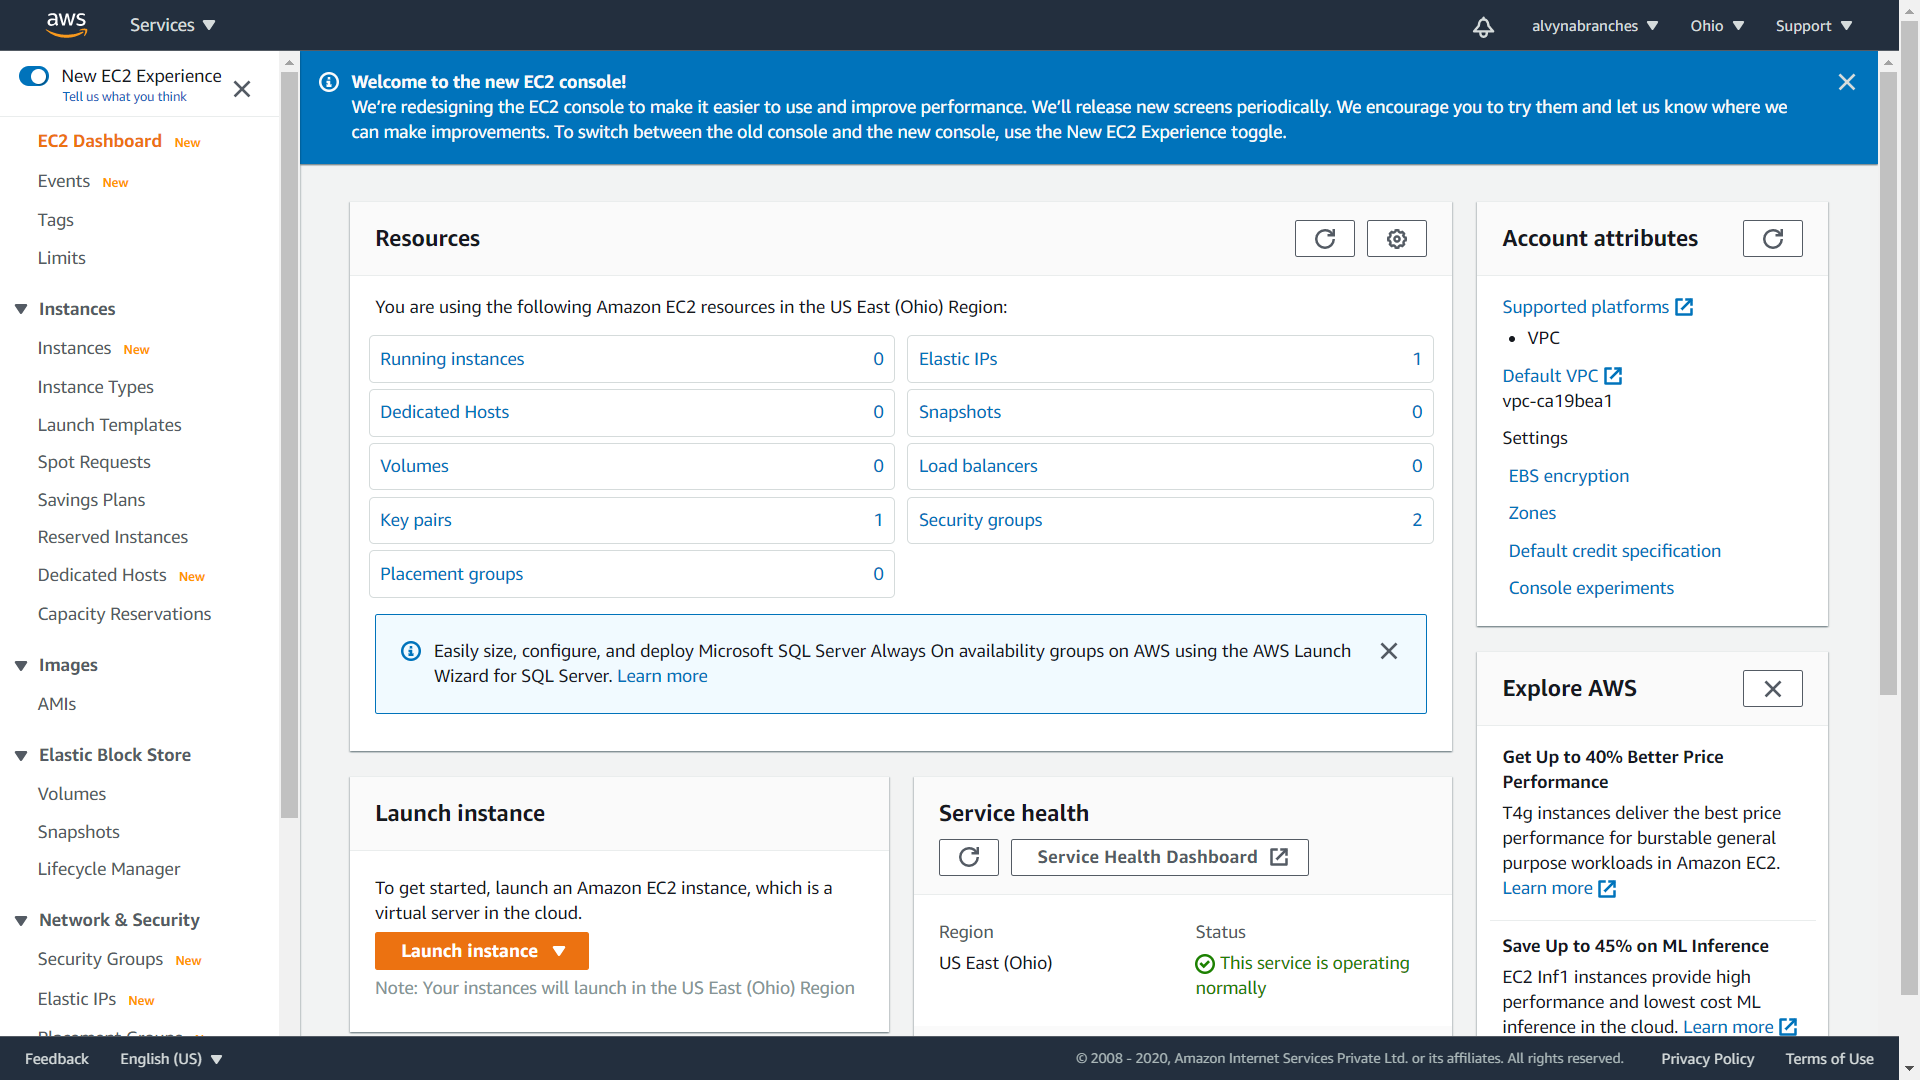 aws
Services
alvynabranches
Ohio
Support
New EC2 Experience
Tell us what you think
EC2 Dashboard New
Events New
Tags
Limits
Instances
Instances New
Instance Types
Launch Templates
Spot Requests
Savings Plans
Reserved Instances
Dedicated Hosts New
Capacity Reservations
Images
AMIs
Elastic Block Store
Volumes
Snapshots
Lifecycle Manager
Network & Security
Security Groups New
Elastic IPs New
Welcome to the new EC2 console!
We're redesigning the EC2 console to make it easier to use and improve performance. We'll release new screens periodically. We encourage you to try them and let us know where we
can make improvements. To switch between the old console and the new console, use the New EC2 Experience toggle.
Resources
You are using the following Amazon EC2 resources in the US East (Ohio) Region:
Running instances 0
Elastic IPs 1
Dedicated Hosts 0
Snapshots 0
Volumes 0
Load balancers 0
Key pairs 1
Security groups 2
Placement groups 0
Easily size, configure, and deploy Microsoft SQL Server Always On availability groups on AWS using the AWS Launch
Wizard for SQL Server. Learn more
Launch instance
To get started, launch an Amazon EC2 instance, which is a
virtual server in the cloud.
Launch instance
Note: Your instances will launch in the US East (Ohio) Region
Service health
Service Health Dashboard
Region
US East (Ohio)
Status
This service is operating
normally
Account attributes
Supported platforms
• VPC
Default VPC
vpc-ca19bea1
Settings
EBS encryption
Zones
Default credit specification
Console experiments
Explore AWS
Get Up to 40% Better Price
Performance
T4g instances deliver the best price
performance for burstable general
purpose workloads in Amazon EC2.
Learn more
Save Up to 45% on ML Inference
EC2 Inf1 instances provide high
performance and lowest cost ML
inference in the cloud. Learn more
Feedback
English (US)
© 2008 - 2020, Amazon Internet Services Private Ltd. or its affiliates. All rights reserved.
Privacy Policy
Terms of Use